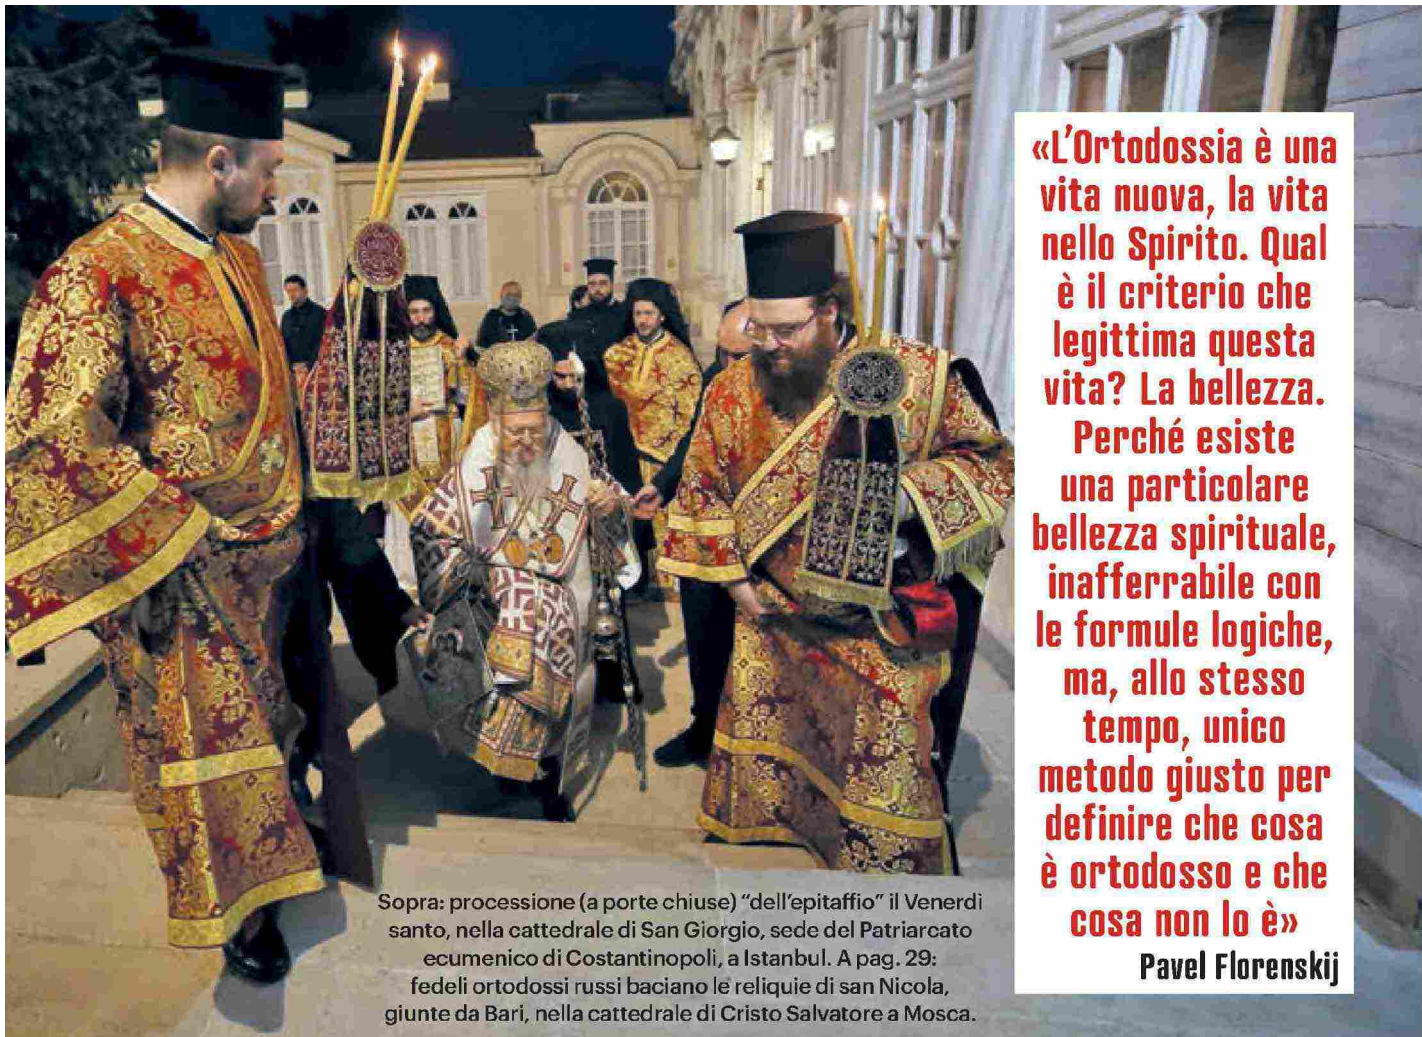 «L'Ortodossia è una
vita nuova, la vita
nello Spirito. Qual
è il criterio che
legittima questa
vita? La bellezza.
Perché esiste
una particolare
bellezza spirituale,
inafferrabile con
le formule logiche,
ma, allo stesso
tempo, unico
metodo giusto per
definire che cosa
è ortodosso e che
cosa non lo è»
Pavel Florenskij
Sopra: processione (a porte chiuse) “dell'epitaffio” il Venerdì
santo, nella cattedrale di San Giorgio, sede del Patriarcato
ecumenico di Costantinopoli, a Istanbul. A pag. 29:
fedeli ortodossi russi baciano le reliquie di san Nicola,
giunte da Bari, nella cattedrale di Cristo Salvatore a Mosca.